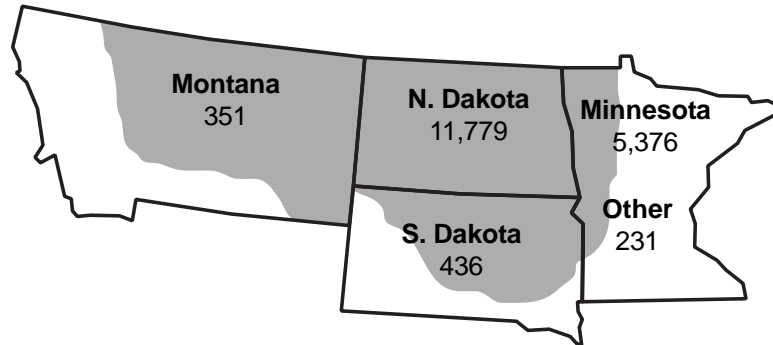 Montana
351
N. Dakota
11,779
Minnesota
5,376
S. Dakota
436
Other
231